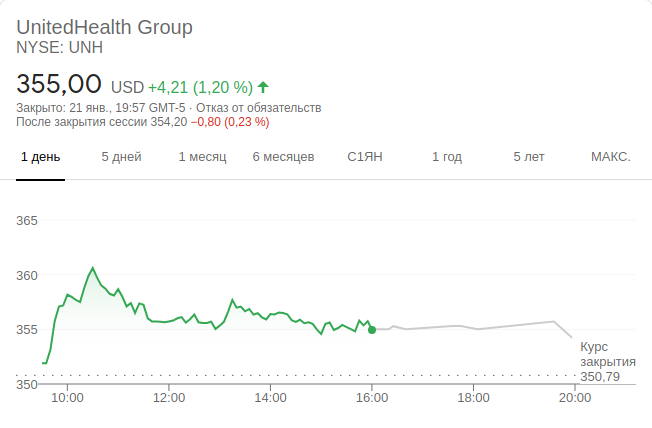 UnitedHealth Group
NYSE: UNH
355,00 USD +4,21 (1,20 %) ↑
Закрыто: 21 янв., 19:57 GMT-5 · Отказ от обязательств
После закрытия сессии 354,20 −0,80 (0,23 %)
1 день 5 дней 1 месяц 6 месяцев С1ЯН 1 год 5 лет МАКС.
365
360
355
350
Курс
закрытия
350,79
10:00 12:00 14:00 16:00 18:00 20:00